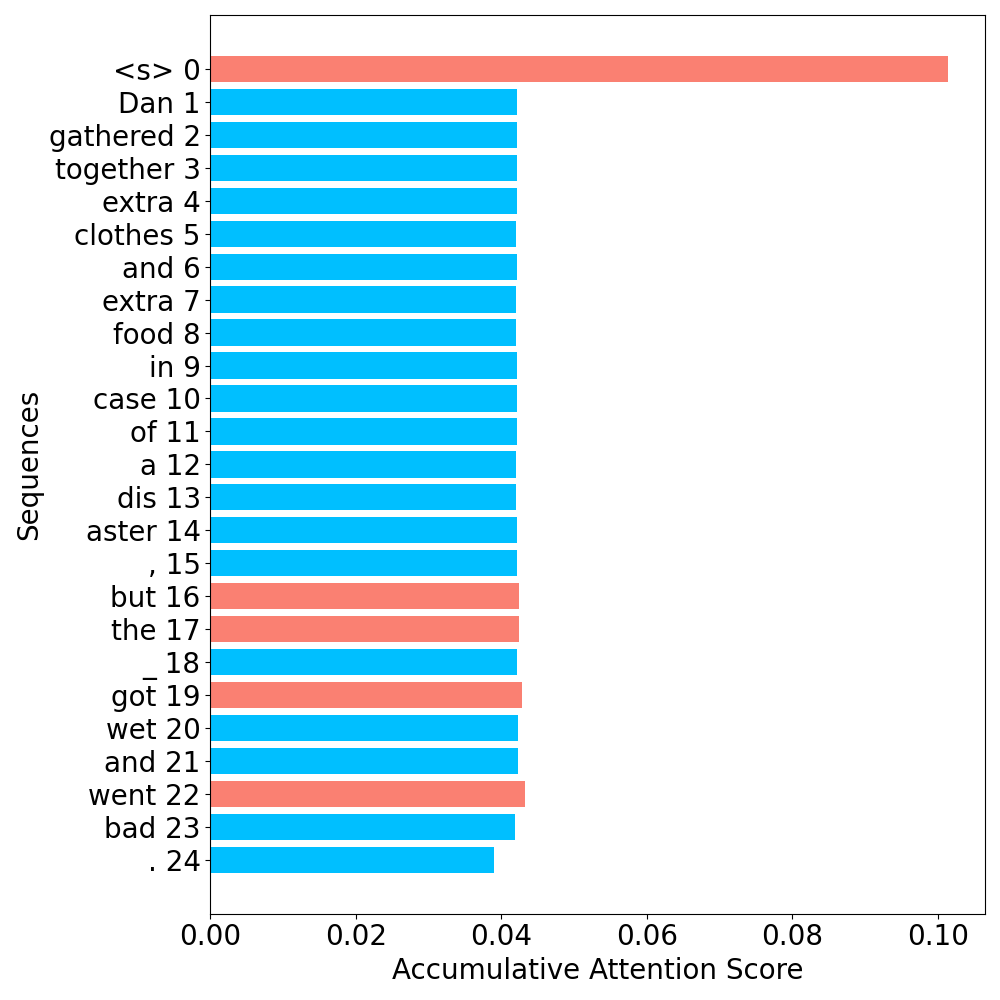 <s> 0
Dan 1
gathered 2
together 3
extra 4
clothes 5
and 6
extra 7
food 8
in 9
case 10
of 11
a 12
dis 13
aster 14
, 15
but 16
the 17
_ 18
got 19
wet 20
and 21
went 22
bad 23
. 24
Sequences
0.00 0.02 0.04 0.06 0.08 0.10
Accumulative Attention Score